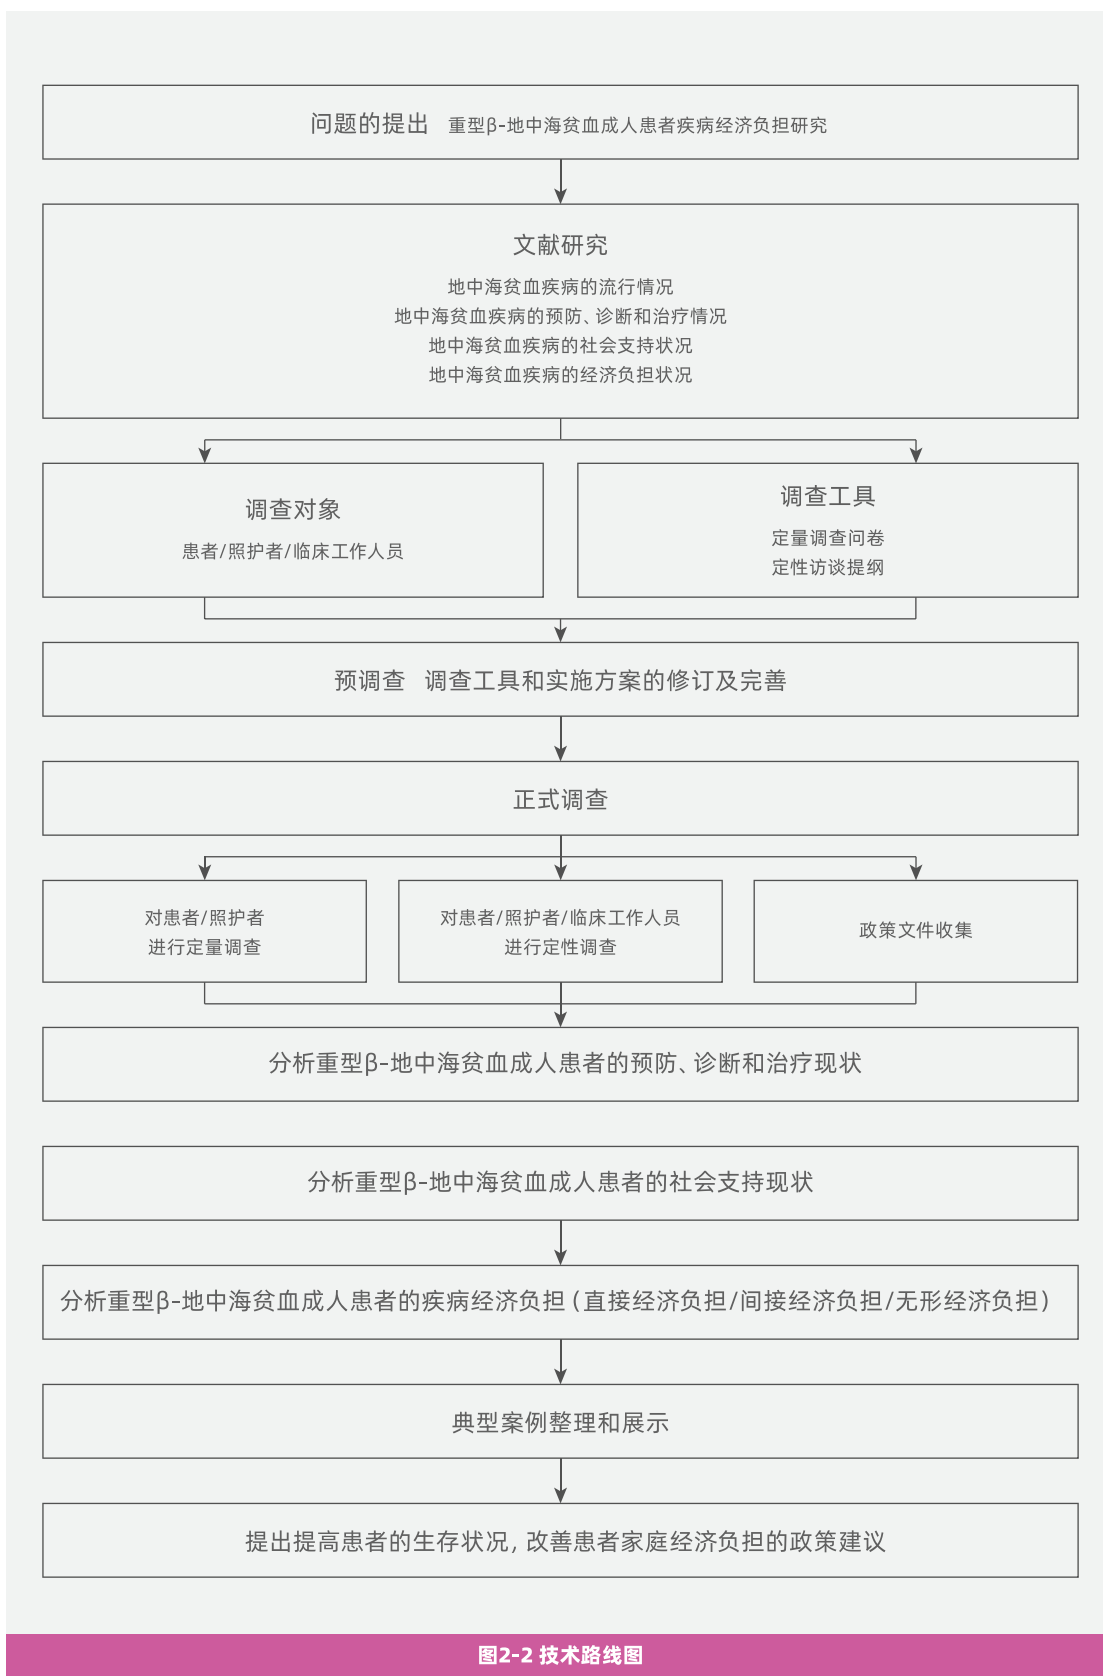 问题的提出 重型β-地中海贫血成人患者疾病经济负担研究
文献研究
地中海贫血疾病的流行情况
地中海贫血疾病的预防、诊断和治疗情况
地中海贫血疾病的社会支持状况
地中海贫血疾病的经济负担状况
调查对象
患者/照护者/临床工作人员
调查工具
定量调查问卷
定性访谈提纲
预调查 调查工具和实施方案的修订及完善
正式调查
对患者/照护者
进行定量调查
对患者/照护者/临床工作人员
进行定性调查
政策文件收集
分析重型β-地中海贫血成人患者的预防、诊断和治疗现状
分析重型β-地中海贫血成人患者的社会支持现状
分析重型β-地中海贫血成人患者的疾病经济负担（直接经济负担/间接经济负担/无形经济负担）
典型案例整理和展示
提出提高患者的生存状况，改善患者家庭经济负担的政策建议
图2-2 技术路线图